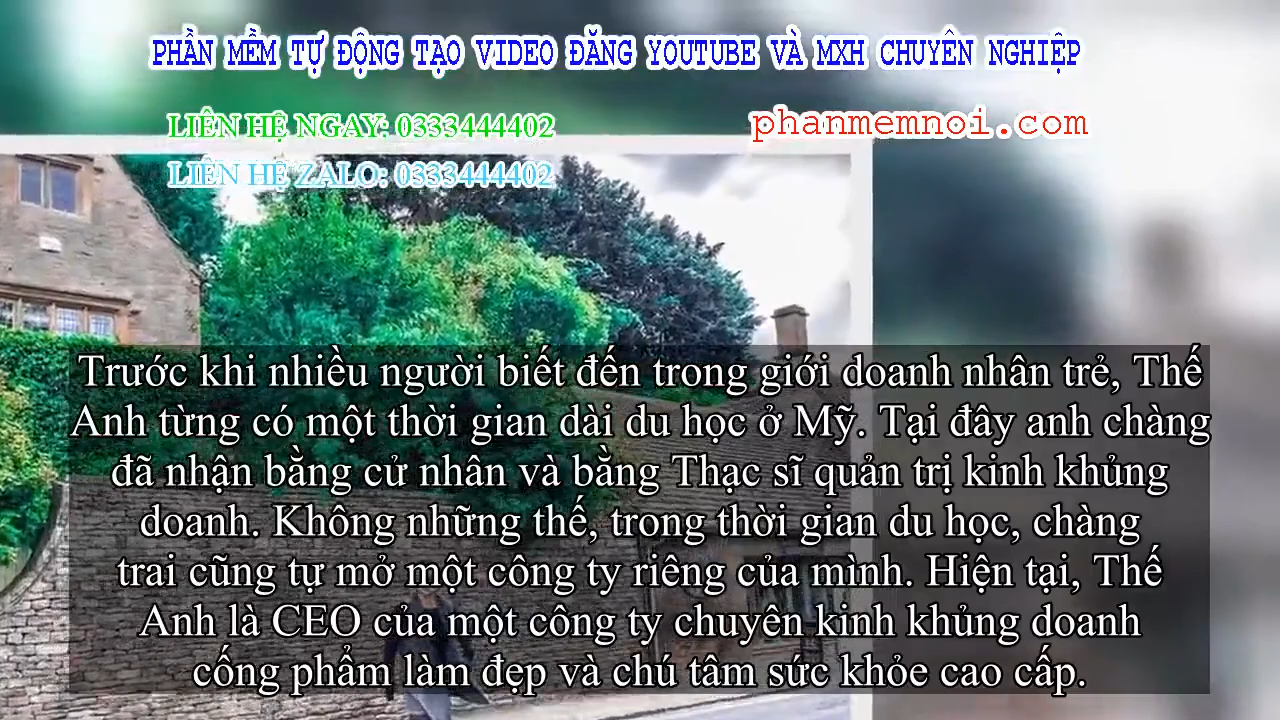 PHẦN MỀM TỰ ĐỘNG TẠO VIDEO ĐĂNG YOUTUBE VÀ MXH CHUYÊN NGHIỆP
LIÊN HỆ NGAY: 0333444402
phanmemnoi.com
LIÊN HỆ ZALO: 0333444402
Trước khi nhiều người biết đến trong giới doanh nhân trẻ, Thế
Anh từng có một thời gian dài du học ở Mỹ. Tại đây anh chàng
đã nhận bằng cử nhân và bằng Thạc sĩ quản trị kinh khủng
doanh. Không những thế, trong thời gian du học, chàng
trai cũng tự mở một công ty riêng của mình. Hiện tại, Thế
Anh là CEO của một công ty chuyên kinh khủng doanh
cống phẩm làm đẹp và chú tâm sức khỏe cao cấp.